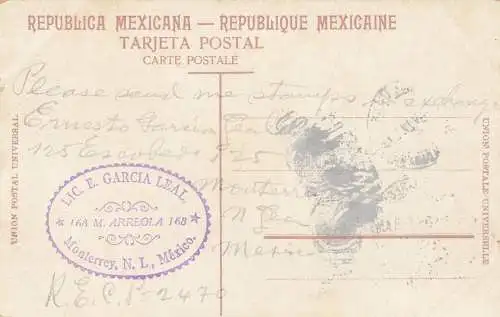 REPUBLICA MEXICANA — REPUBLIQUE MEXICAINE
TARJETA POSTAL
CARTE POSTALE
Please send me stamps for exchange
Ernesto Garcia Leal
125 Escobedo 125
Monterrey
N. Leon
Mexico
UNION POSTAL UNIVERSAL
UNION POSTALE UNIVERSELLE
LIC. E. GARCIA LEAL.
* 168 M. ARREOLA 168 *
Monterrey, N. L., México.
R.E.C.P-2470